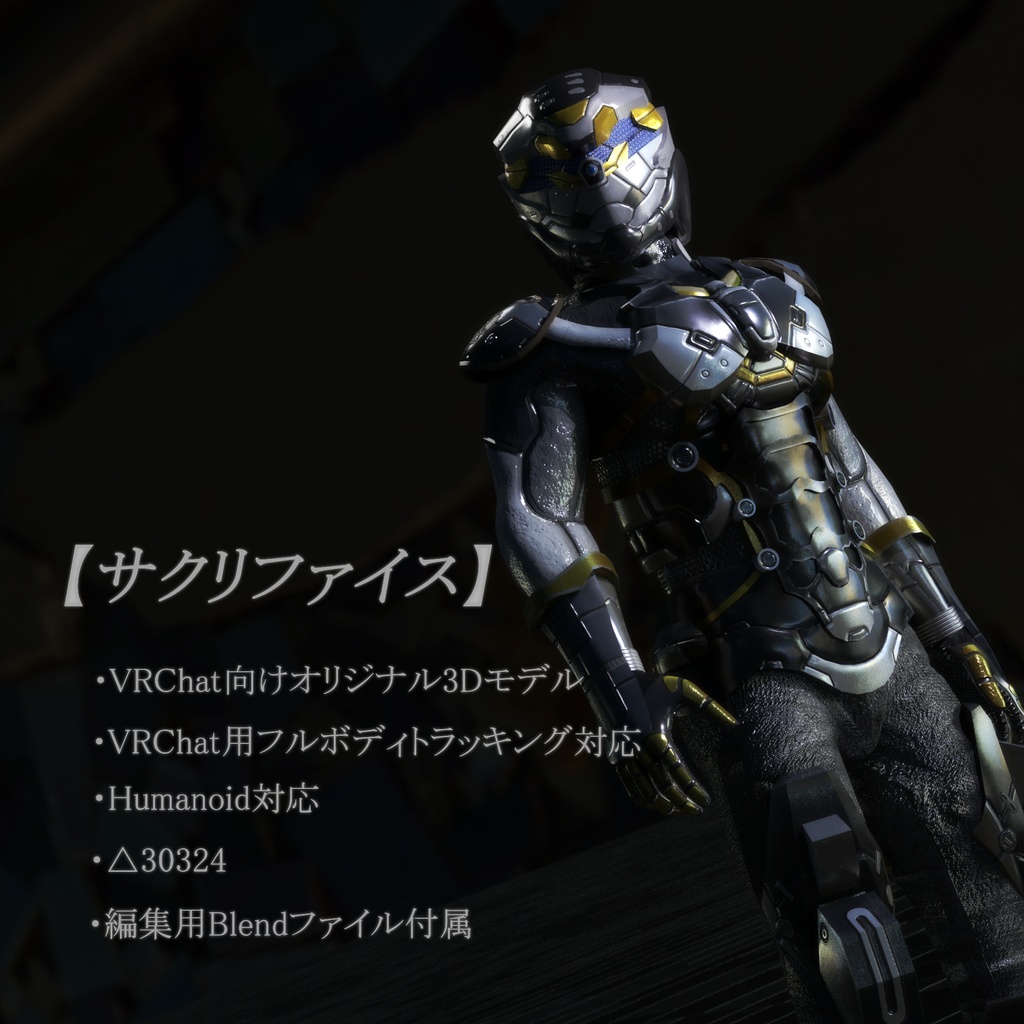 【サクリファイス】
・VRChat向けオリジナル3Dモデル
・VRChat用フルボディトラッキング対応
・Humanoid対応
・△30324
・編集用Blendファイル付属